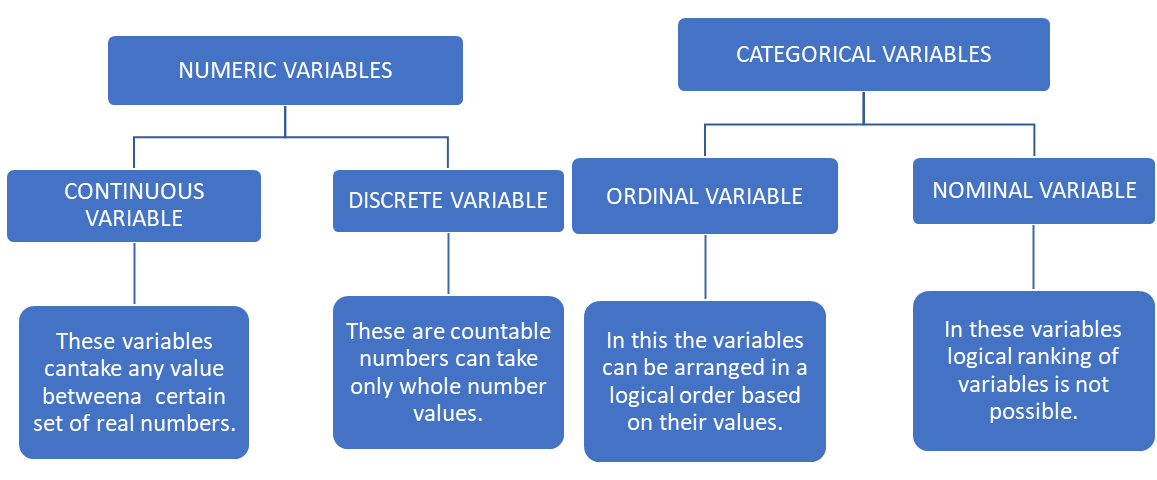 NUMERIC VARIABLES
CATEGORICAL VARIABLES
CONTINUOUS
VARIABLE
DISCRETE VARIABLE
ORDINAL VARIABLE
NOMINAL VARIABLE
These variables
cantake any value
betweena certain
set of real numbers.
These are countable
numbers can take
only whole number
values.
In this the variables
can be arranged in a
logical order based
on their values.
In these variables
logical ranking of
variables is not
possible.